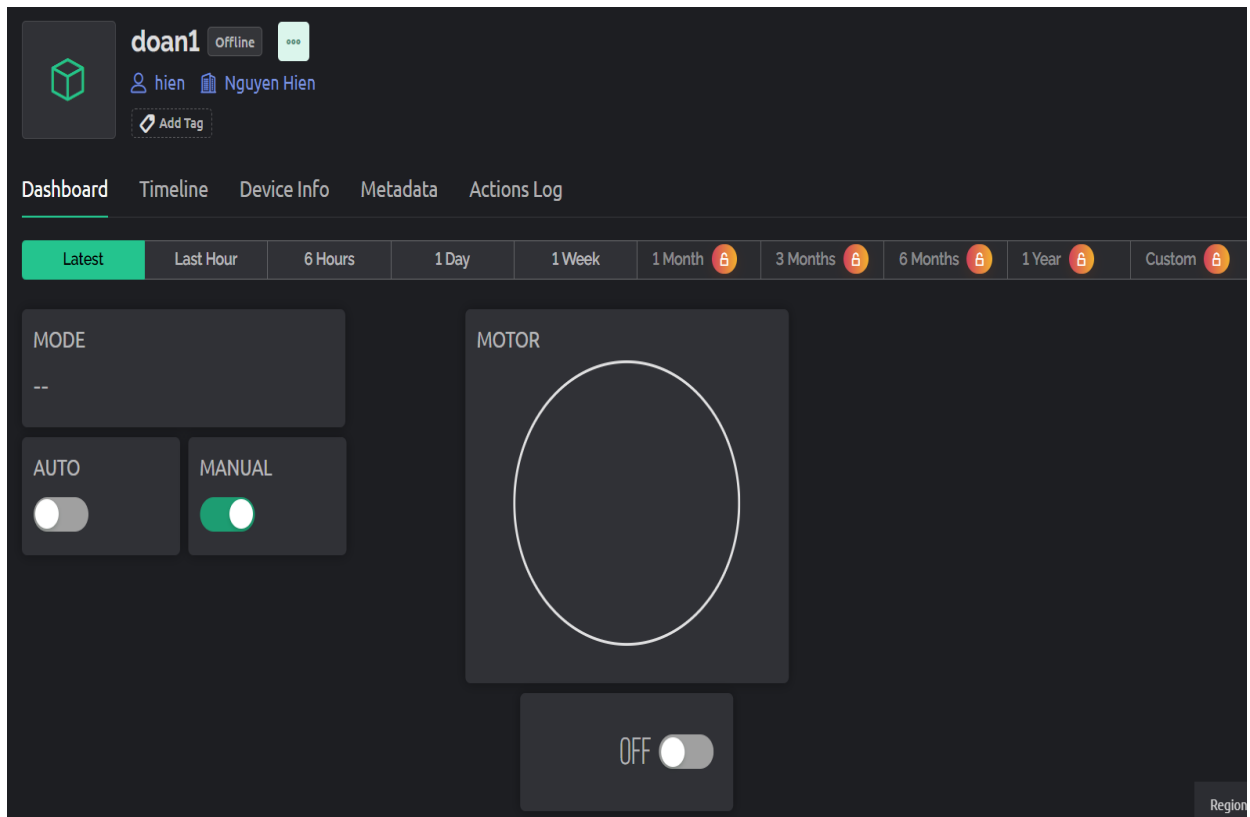 doan1 Offline
hien Nguyen Hien
Add Tag
Dashboard Timeline Device Info Metadata Actions Log
Latest Last Hour 6 Hours 1 Day 1 Week 1 Month 3 Months 6 Months 1 Year Custom
MODE
--
MOTOR
AUTO MANUAL
OFF
Region